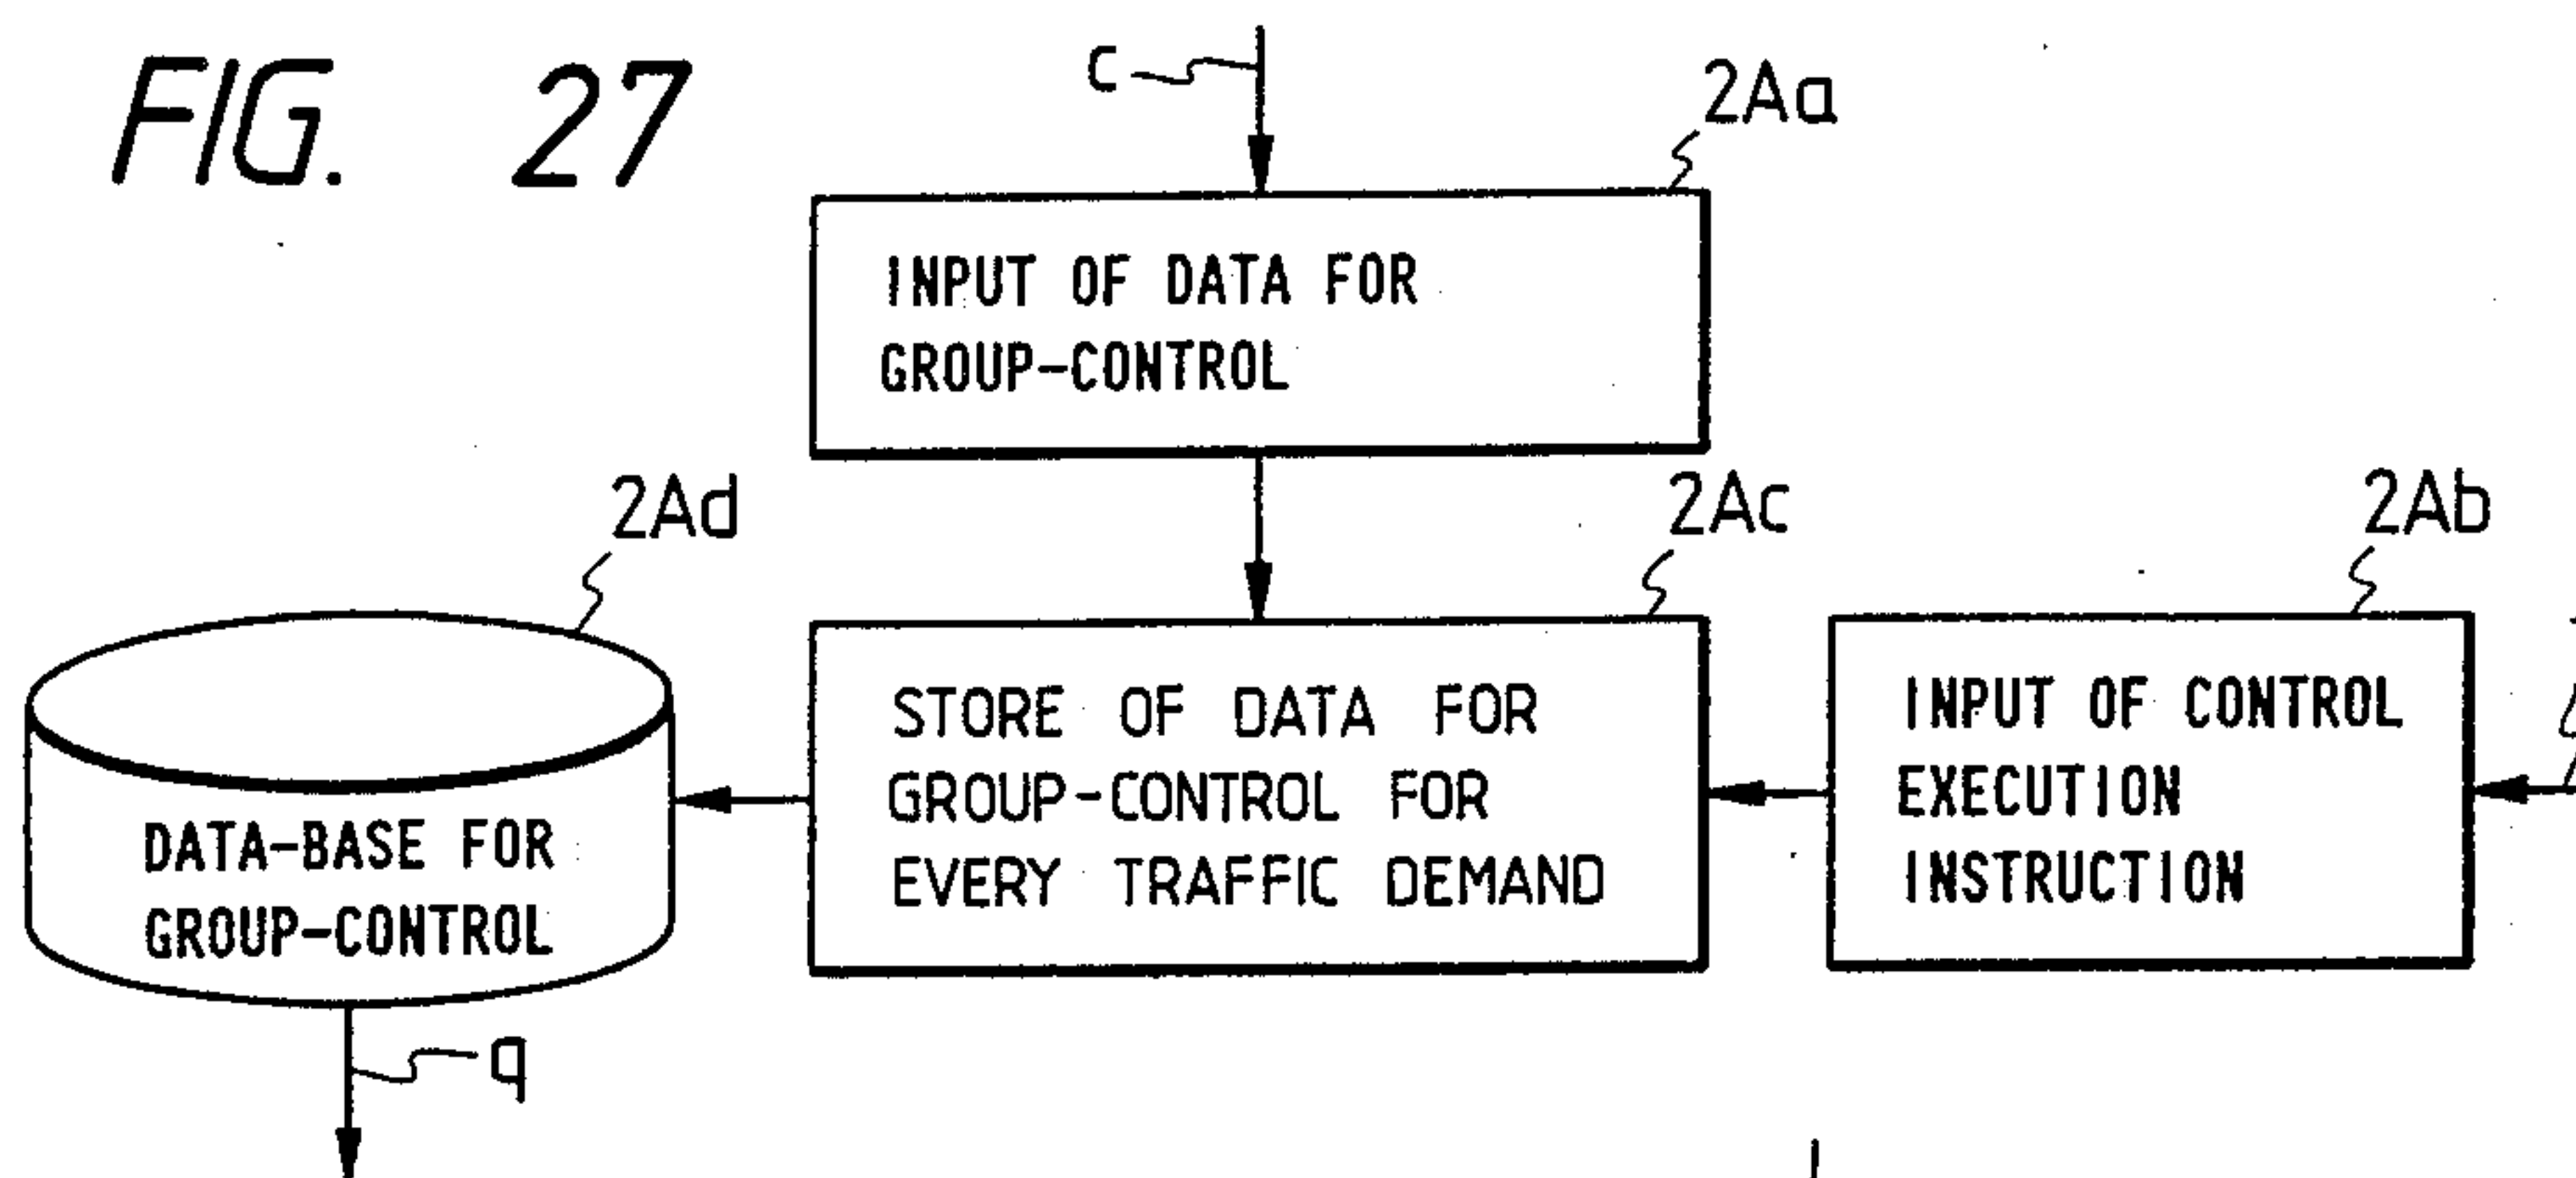 FIG. 27
c
2Aa
INPUT OF DATA FOR
GROUP-CONTROL
2Ad
2Ac
2Ab
STORE OF DATA FOR
GROUP-CONTROL FOR
EVERY TRAFFIC DEMAND
INPUT OF CONTROL
EXECUTION
INSTRUCTION
DATA-BASE FOR
GROUP-CONTROL
q